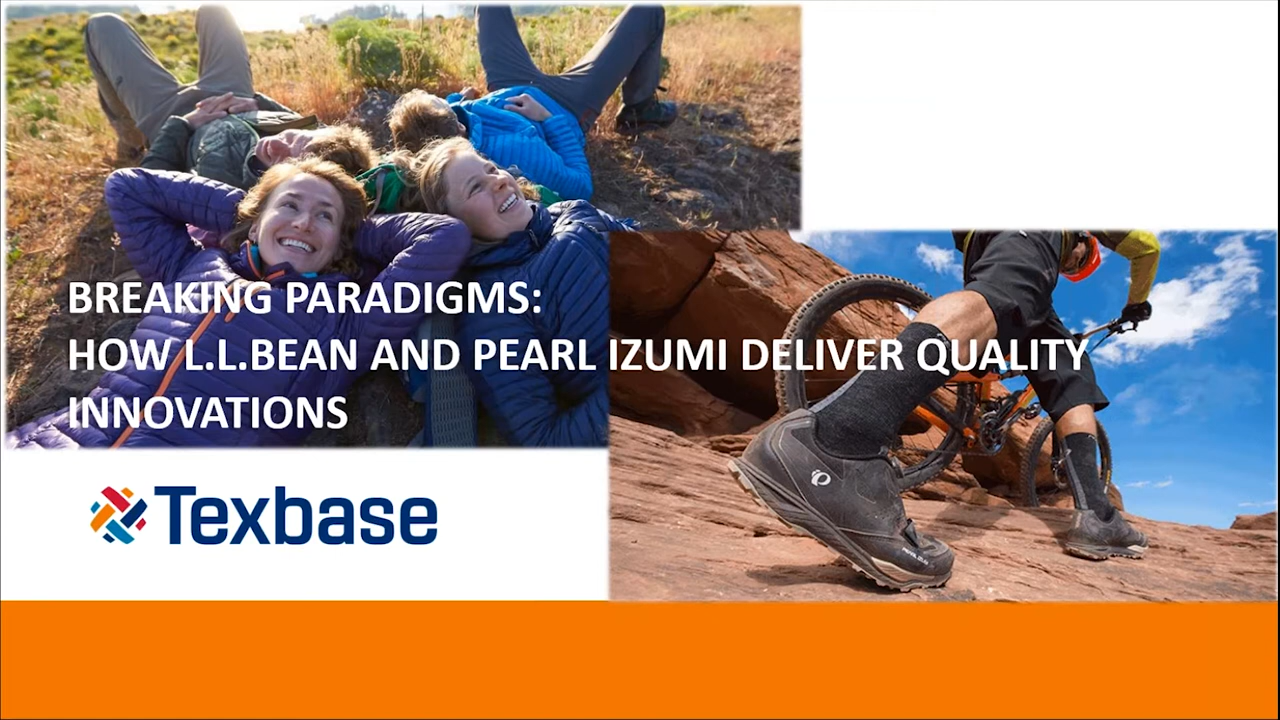 BREAKING PARADIGMS:
HOW L.L.BEAN AND PEARL IZUMI DELIVER QUALITY
INNOVATIONS
Texbase